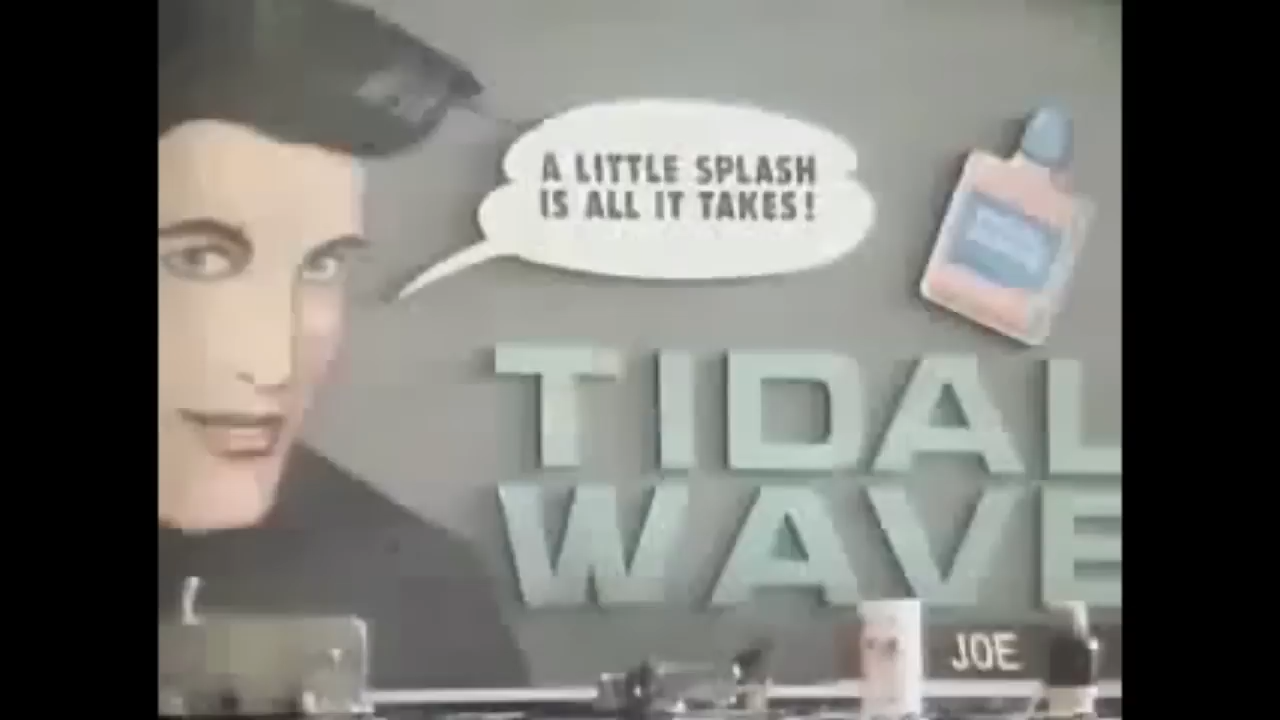 A LITTLE SPLASH
IS ALL IT TAKES!
TIDAL
WAVE
JOE